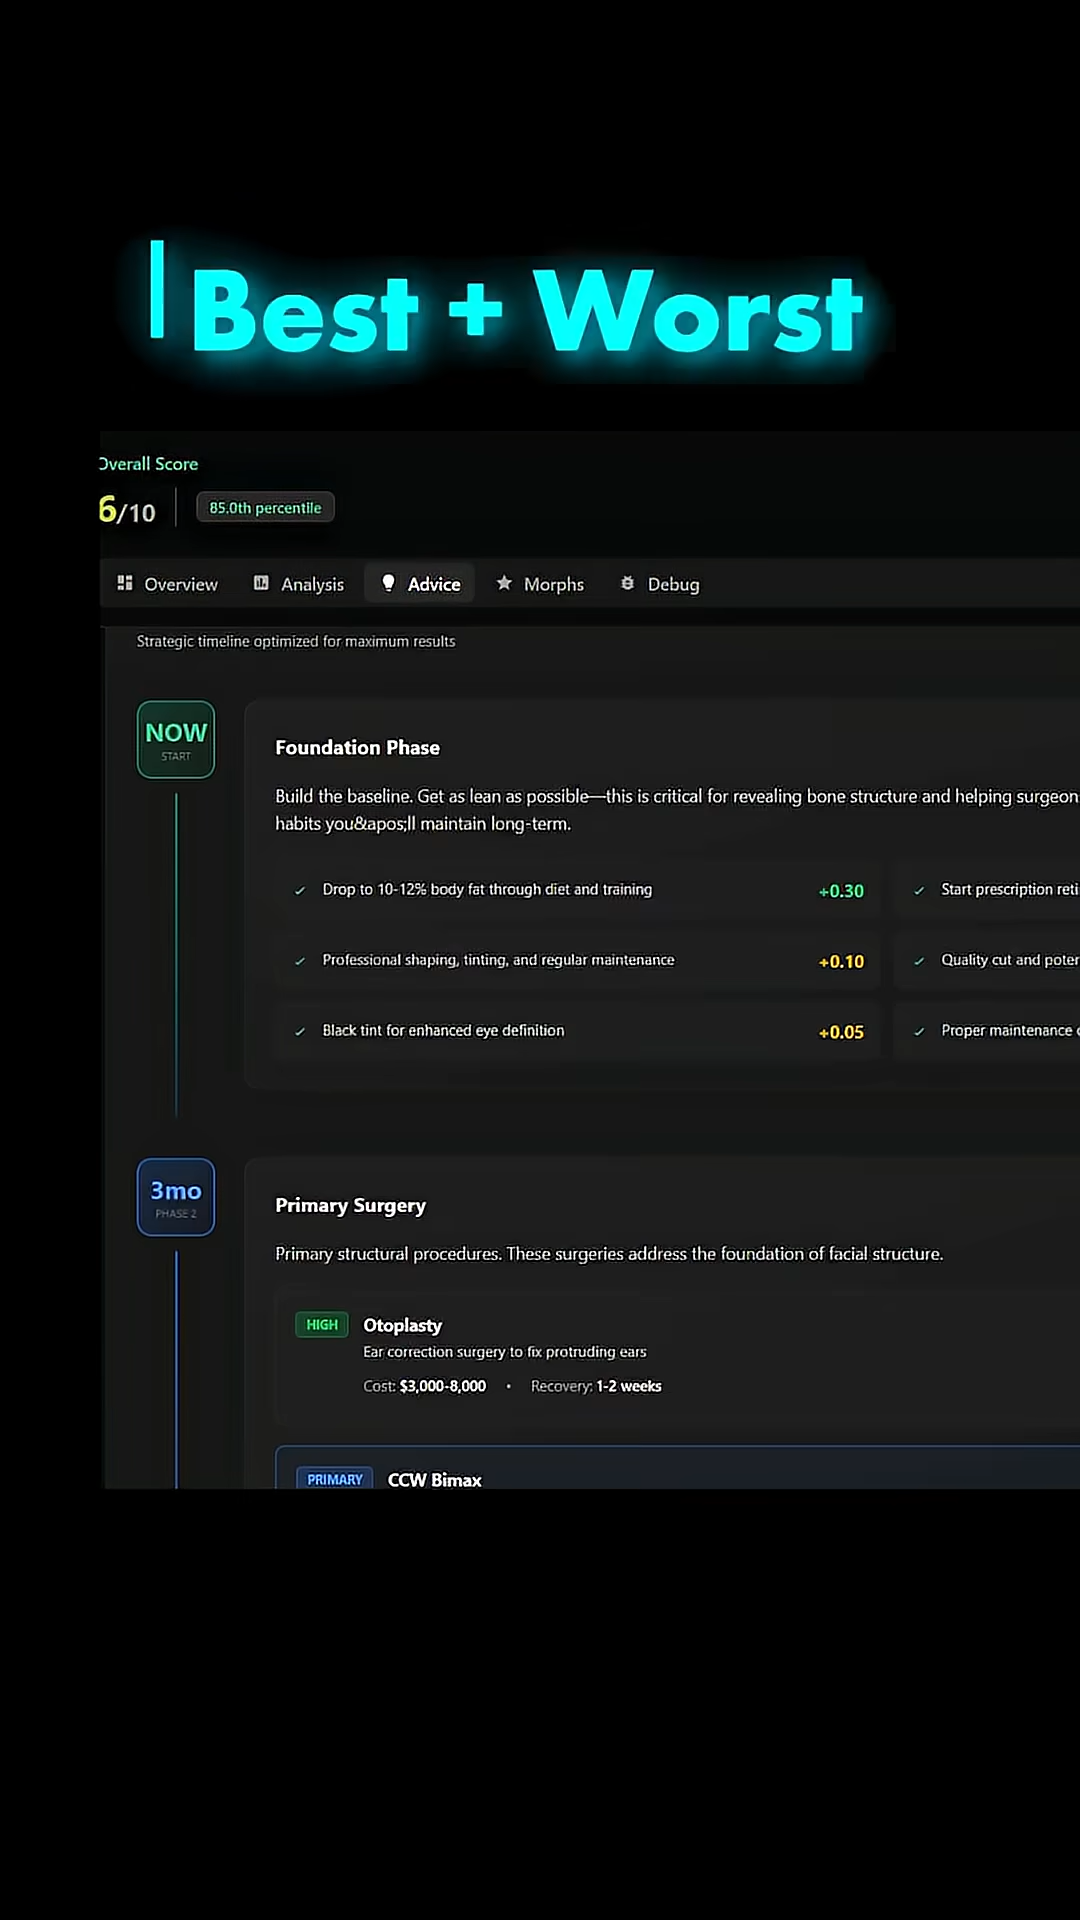 Best + Worst
Overall Score
6/10
85.0th percentile
Overview
Analysis
Advice
Morphs
Debug
Strategic timeline optimized for maximum results
NOW
START
Foundation Phase
Build the baseline. Get as lean as possible—this is critical for revealing bone structure and helping surgeon
habits you&apos;ll maintain long-term.
Drop to 10-12% body fat through diet and training
+0.30
Start prescription reti
Professional shaping, tinting, and regular maintenance
+0.10
Quality cut and poter
Black tint for enhanced eye definition
+0.05
Proper maintenance
3mo
PHASE 2
Primary Surgery
Primary structural procedures. These surgeries address the foundation of facial structure.
HIGH
Otoplasty
Ear correction surgery to fix protruding ears
Cost: $3,000-8,000 • Recovery: 1-2 weeks
PRIMARY
CCW Bimax